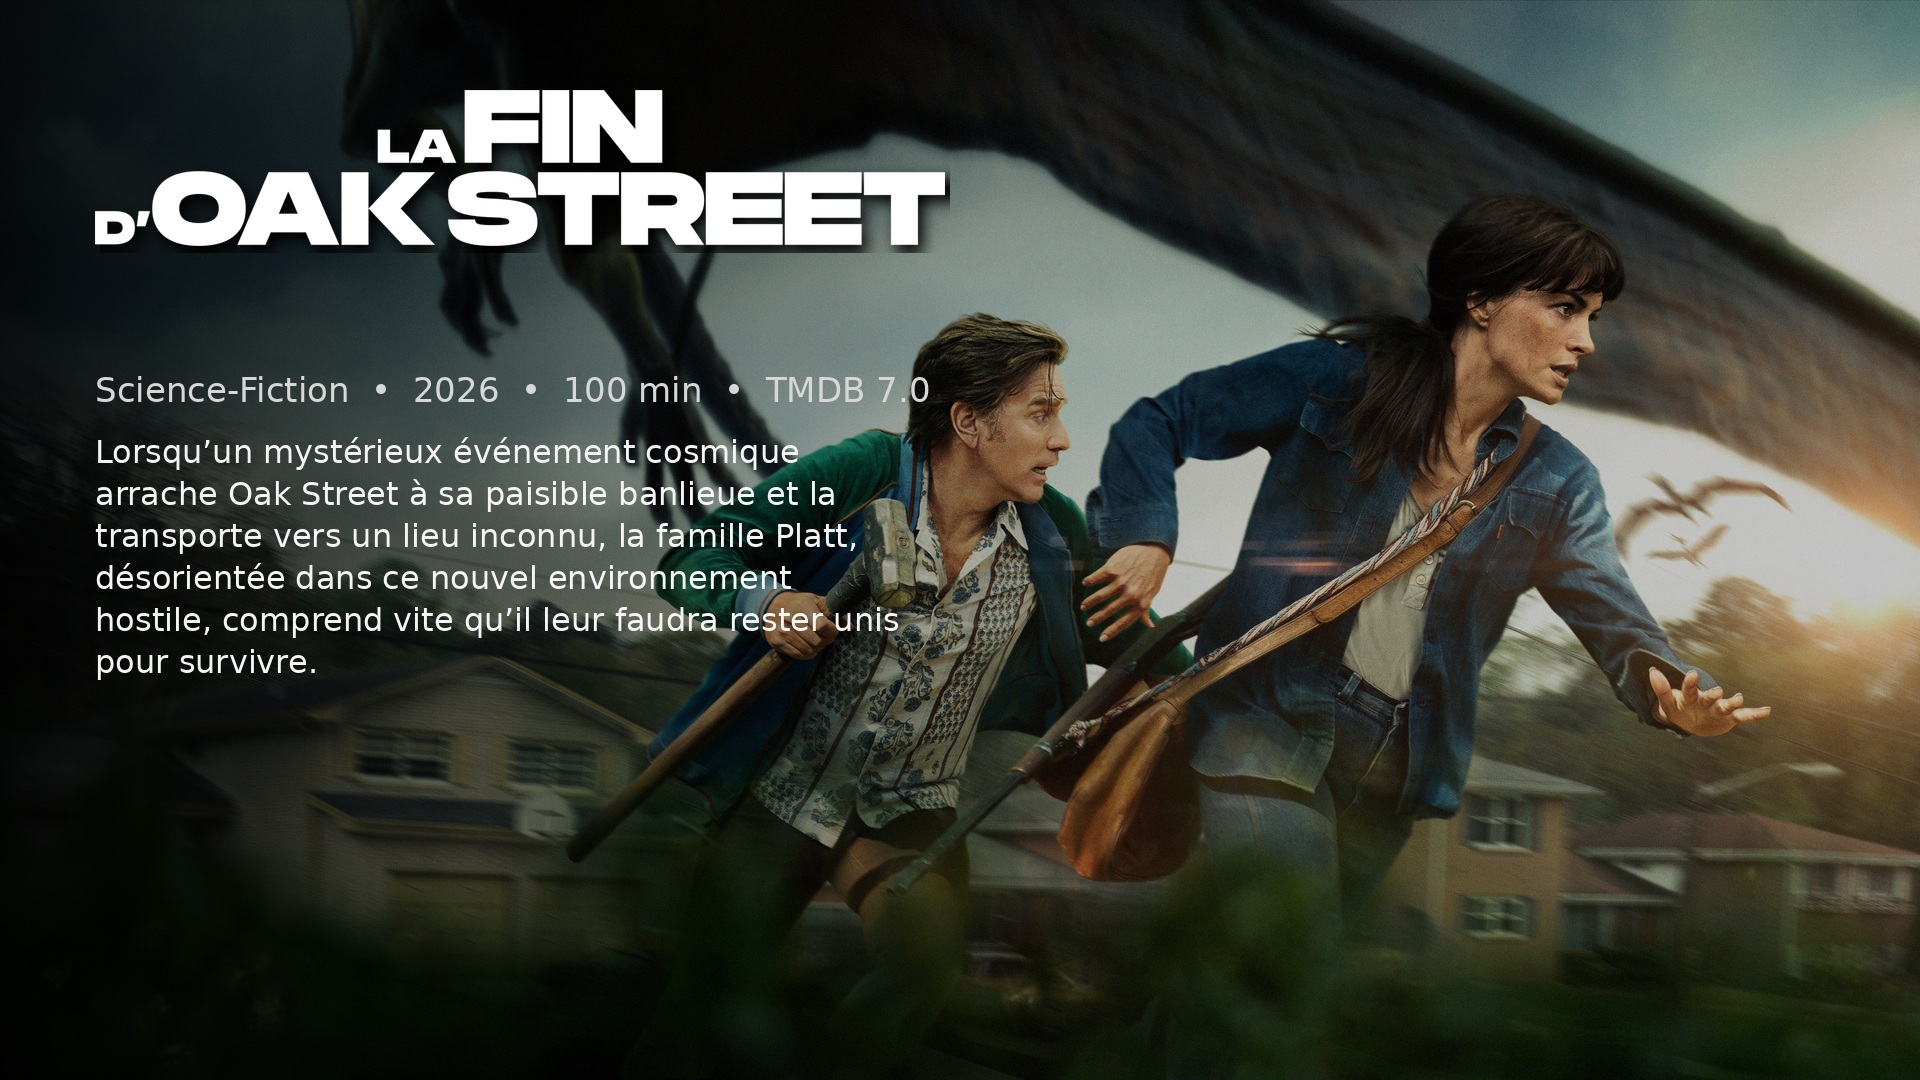 LA FIN
D'OAK STREET
Science-Fiction • 2026 • 100 min • TMDB 7.0
Lorsqu’un mystérieux événement cosmique
arrache Oak Street à sa paisible banlieue et la
transporte vers un lieu inconnu, la famille Platt,
désorientée dans ce nouvel environnement
hostile, comprend vite qu’il leur faudra rester unis
pour survivre.